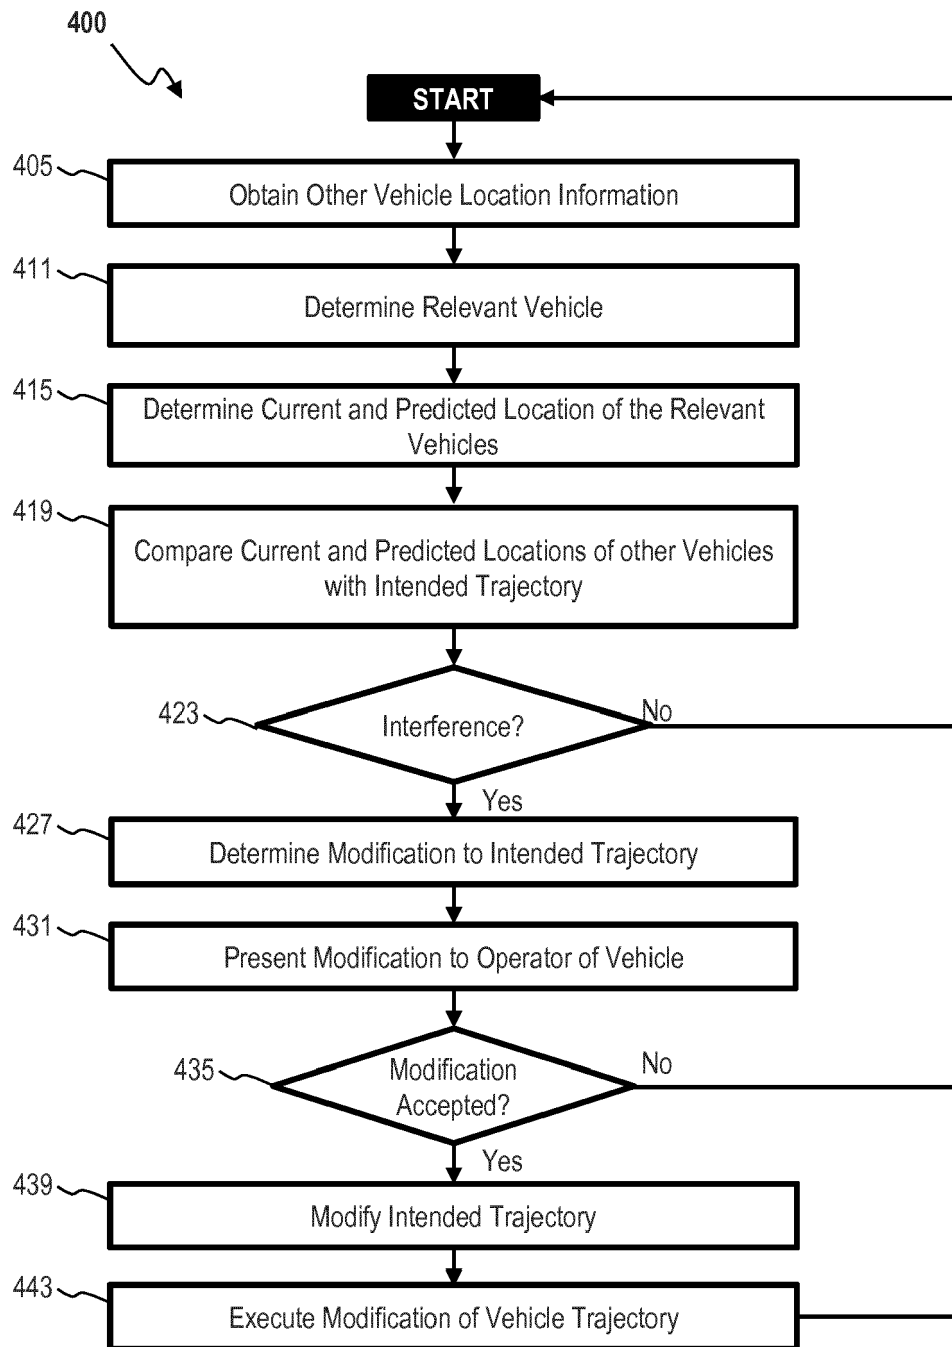 400
START
405
Obtain Other Vehicle Location Information
411
Determine Relevant Vehicle
415
Determine Current and Predicted Location of the Relevant
Vehicles
419
Compare Current and Predicted Locations of other Vehicles
with Intended Trajectory
423
Interference?
No
Yes
427
Determine Modification to Intended Trajectory
431
Present Modification to Operator of Vehicle
435
Modification
Accepted?
No
Yes
439
Modify Intended Trajectory
443
Execute Modification of Vehicle Trajectory